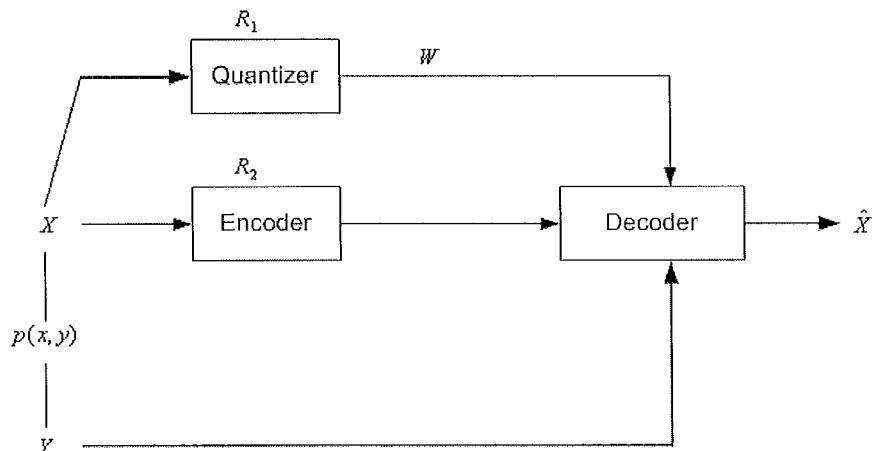 R₁
Quantizer
W
R₂
X
Encoder
Decoder
X̂
p(x,y)
Y